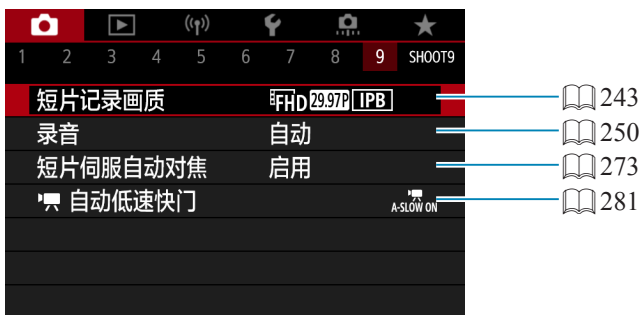 1 2 3 4 5 6 7 8 9 SHOOT9
短片记录画质 FHD 29.97P IPB 243
录音 自动 250
短片伺服自动对焦 启用 273
自动低速快门 A-SLOW ON 281